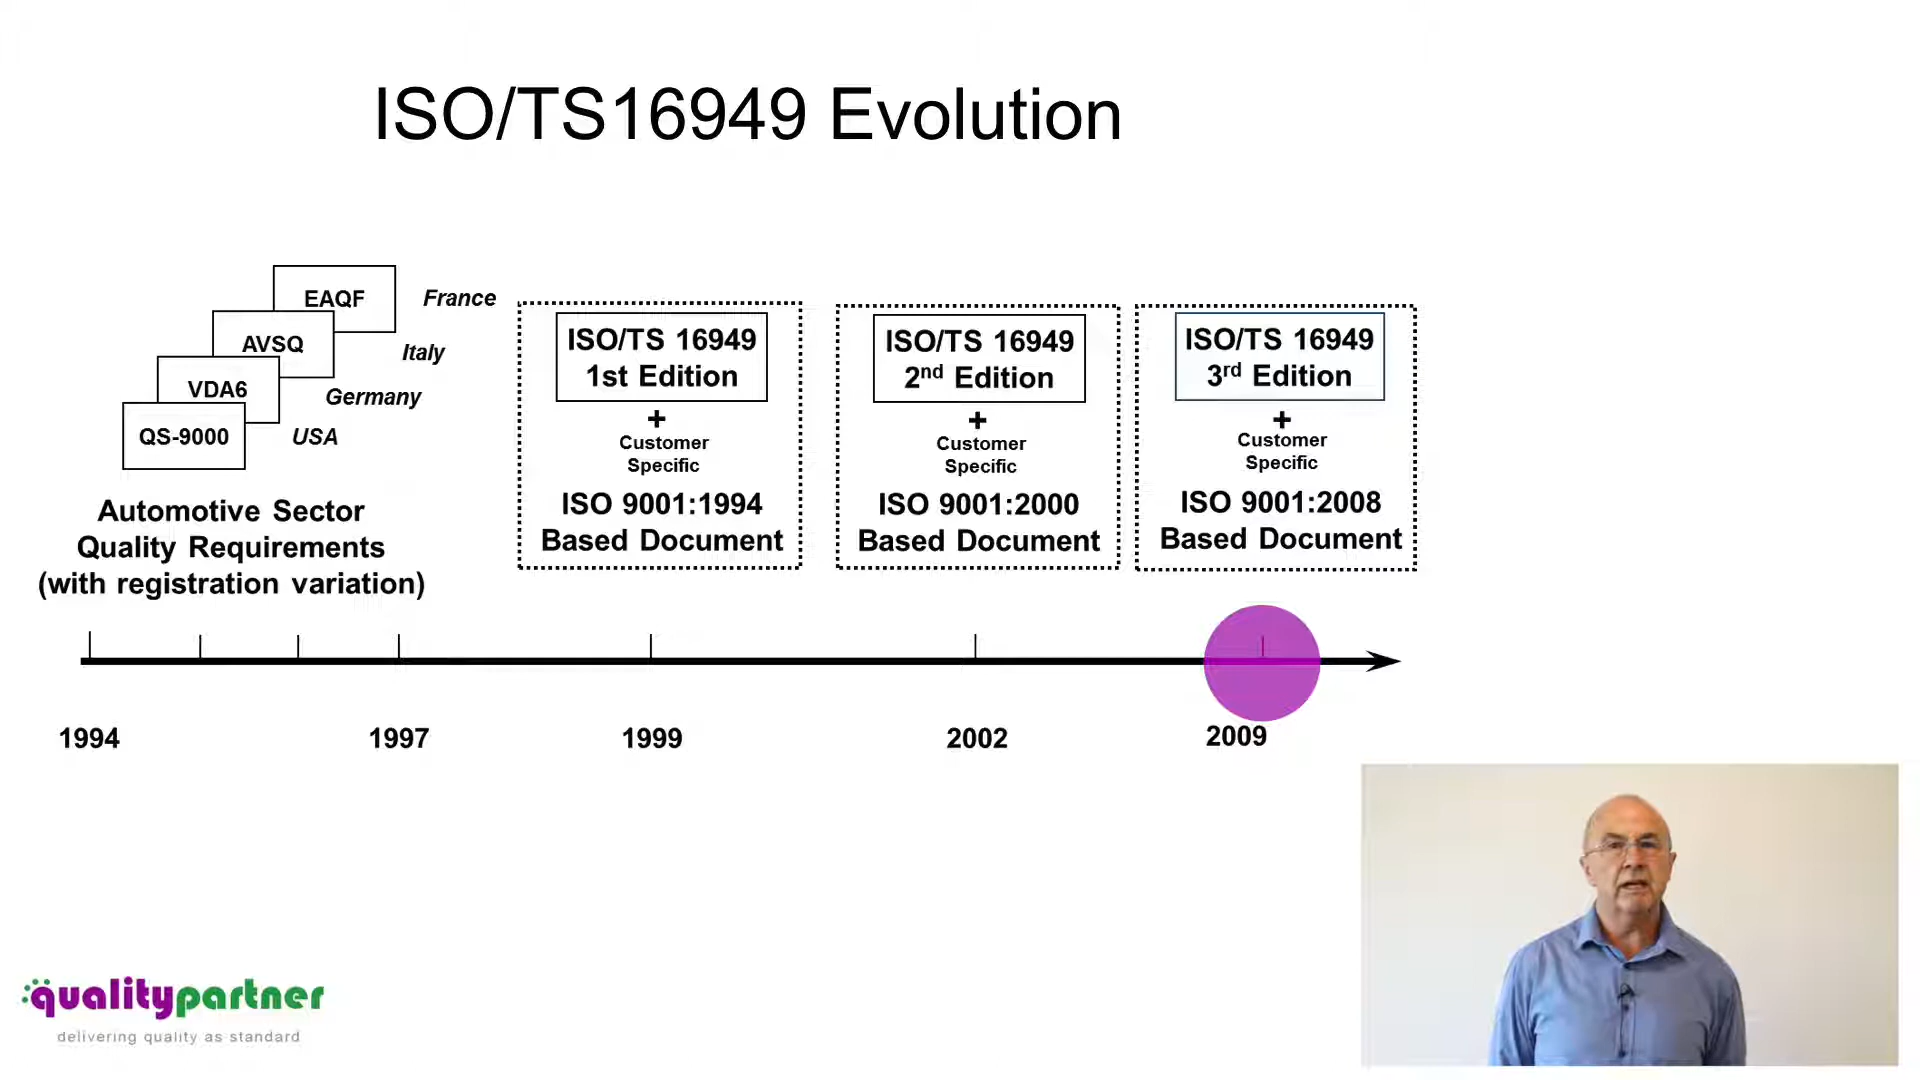 ISO/TS16949 Evolution
EAQF
France
AVSQ
Italy
VDA6
Germany
QS-9000
USA
Automotive Sector
Quality Requirements
(with registration variation)
ISO/TS 16949
1st Edition
+
Customer
Specific
ISO 9001:1994
Based Document
ISO/TS 16949
2nd Edition
+
Customer
Specific
ISO 9001:2000
Based Document
ISO/TS 16949
3rd Edition
+
Customer
Specific
ISO 9001:2008
Based Document
1994
1997
1999
2002
2009
qualitypartner
delivering quality as standard